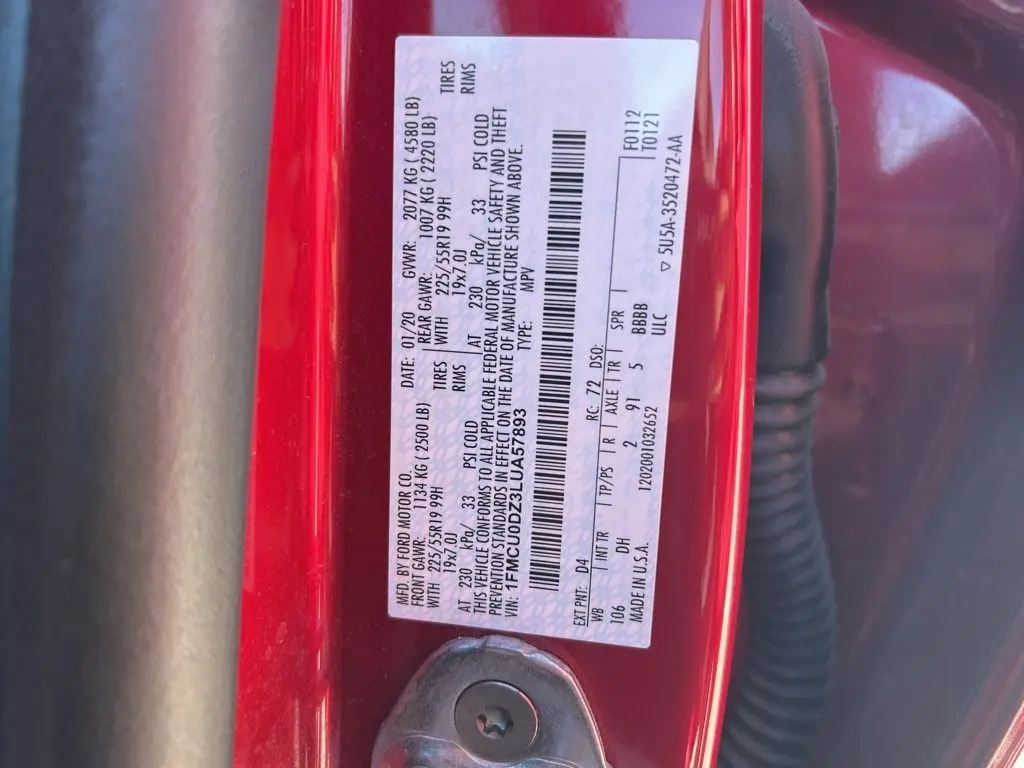 MFD. BY FORD MOTOR CO.
DATE: 01/20 GVWR: 2077 KG ( 4580 LB)
FRONT GAWR: 1134 KG ( 2500 LB)
REAR GAWR: 1007 KG ( 2220 LB)
WITH 225/55R19 99H TIRES
WITH 225/55R19 99H TIRES
19x7.0J RIMS
19x7.0J RIMS
AT 230 kPa/ 33 PSI COLD
AT 230 kPa/ 33 PSI COLD
THIS VEHICLE CONFORMS TO ALL APPLICABLE FEDERAL MOTOR VEHICLE SAFETY AND THEFT
PREVENTION STANDARDS IN EFFECT ON THE DATE OF MANUFACTURE SHOWN ABOVE.
VIN: 1FMCU0DZ3LUA57893
TYPE: MPV
EXT PNT: D4 RC: 72 DSO: F0112
WB INT TR TP/PS R AXLE TR SPR T0121
106 DH 2 91 5 BBBB
MADE IN U.S.A. 120200103​2652 ULC ▽ 5U5A-3520472-AA